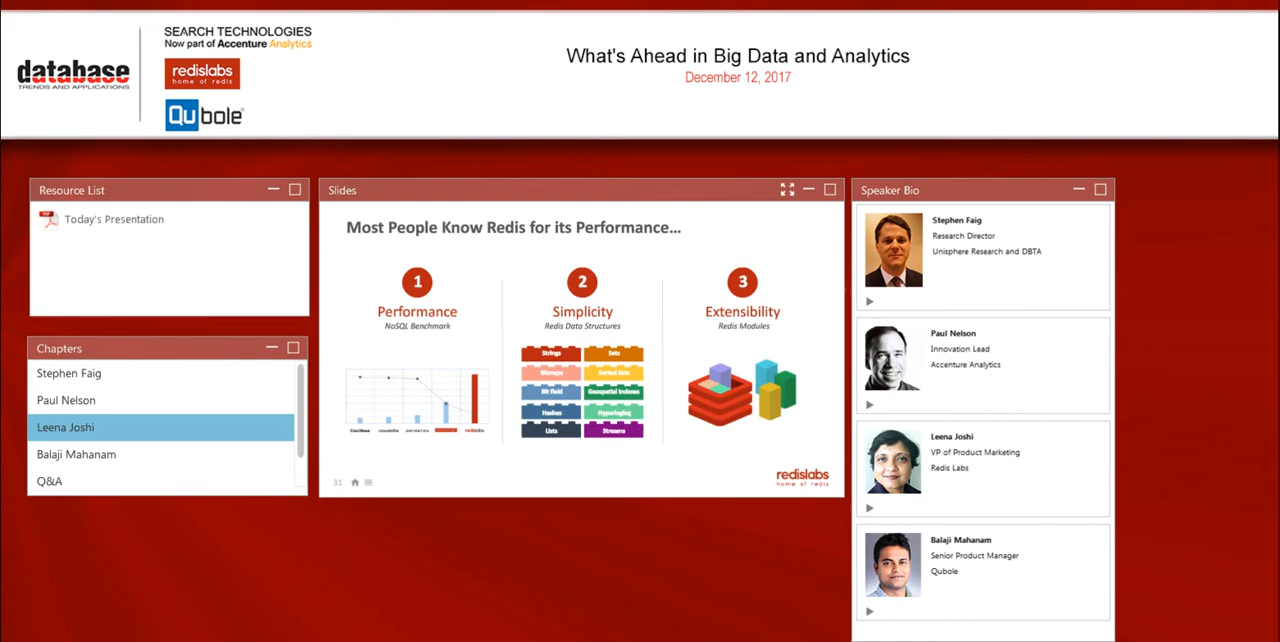 database
TRENDS AND APPLICATIONS
SEARCH TECHNOLOGIES
Now part of Accenture Analytics
redislabs
home of redis
Qubole
What's Ahead in Big Data and Analytics
December 12, 2017
Resource List
Today's Presentation
Chapters
Stephen Faig
Paul Nelson
Leena Joshi
Balaji Mahanam
Q&A
Slides
Most People Know Redis for its Performance...
1
Performance
NoSQL Benchmark
redislabs
2
Simplicity
Redis Data Structures
Strings
Sets
Bitmaps
Sorted Sets
Bit field
Geospatial Indexes
Hashes
Hyperloglog
Lists
Streams
3
Extensibility
Redis Modules
31
redislabs
home of redis
Speaker Bio
Stephen Faig
Research Director
Unisphere Research and DBTA
Paul Nelson
Innovation Lead
Accenture Analytics
Leena Joshi
VP of Product Marketing
Redis Labs
Balaji Mahanam
Senior Product Manager
Qubole